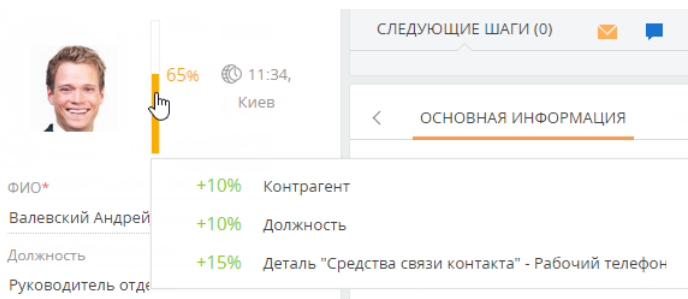 СЛЕДУЮЩИЕ ШАГИ (0)
65% 11:34,
Киев
ОСНОВНАЯ ИНФОРМАЦИЯ
ФИО*
Валевский Андрей
Должность
Руководитель отде
+10% Контрагент
+10% Должность
+15% Деталь "Средства связи контакта" - Рабочий телефон